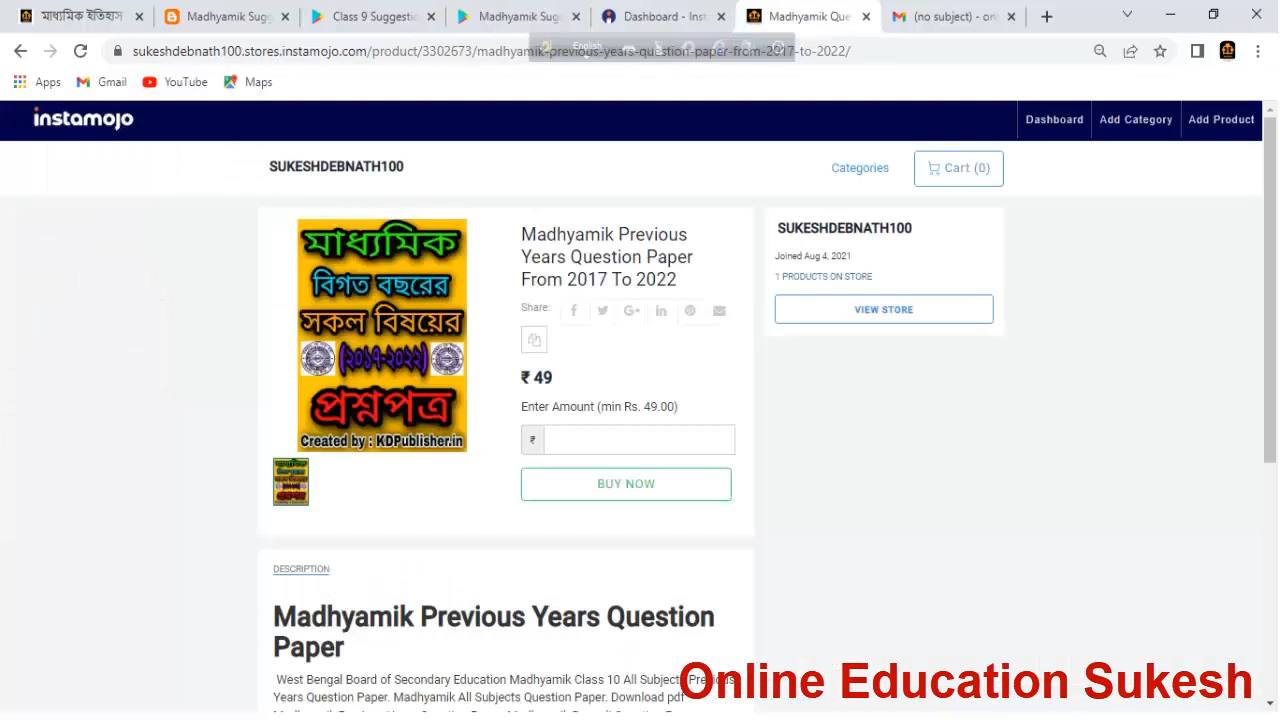 মাধ্যমিক ইতিহাস
Madhyamik Sugg
Class 9 Suggestio
Madhyamik Sugg
Dashboard - Inst
Madhyamik Que
(no subject) - on
sukeshdebnath100.stores.instamojo.com/product/3302673/madhyamik-previous-years-question-paper-from-2017-to-2022/
English
Apps
Gmail
YouTube
Maps
instamojo
Dashboard
Add Category
Add Product
SUKESHDEBNATH100
Categories
Cart (0)
মাধ্যমিক
বিগত বছরের
সকল বিষয়ের
(২০১৭-২০২২)
প্রশ্নপত্র
Created by : KDPublisher.in
Madhyamik Previous
Years Question Paper
From 2017 To 2022
Share:
₹ 49
Enter Amount (min Rs. 49.00)
₹
BUY NOW
SUKESHDEBNATH100
Joined Aug 4, 2021
1 PRODUCTS ON STORE
VIEW STORE
DESCRIPTION
Madhyamik Previous Years Question
Paper
West Bengal Board of Secondary Education Madhyamik Class 10 All Subjects Previous
Years Question Paper. Madhyamik All Subjects Question Paper. Download pdf
Online Education Sukesh